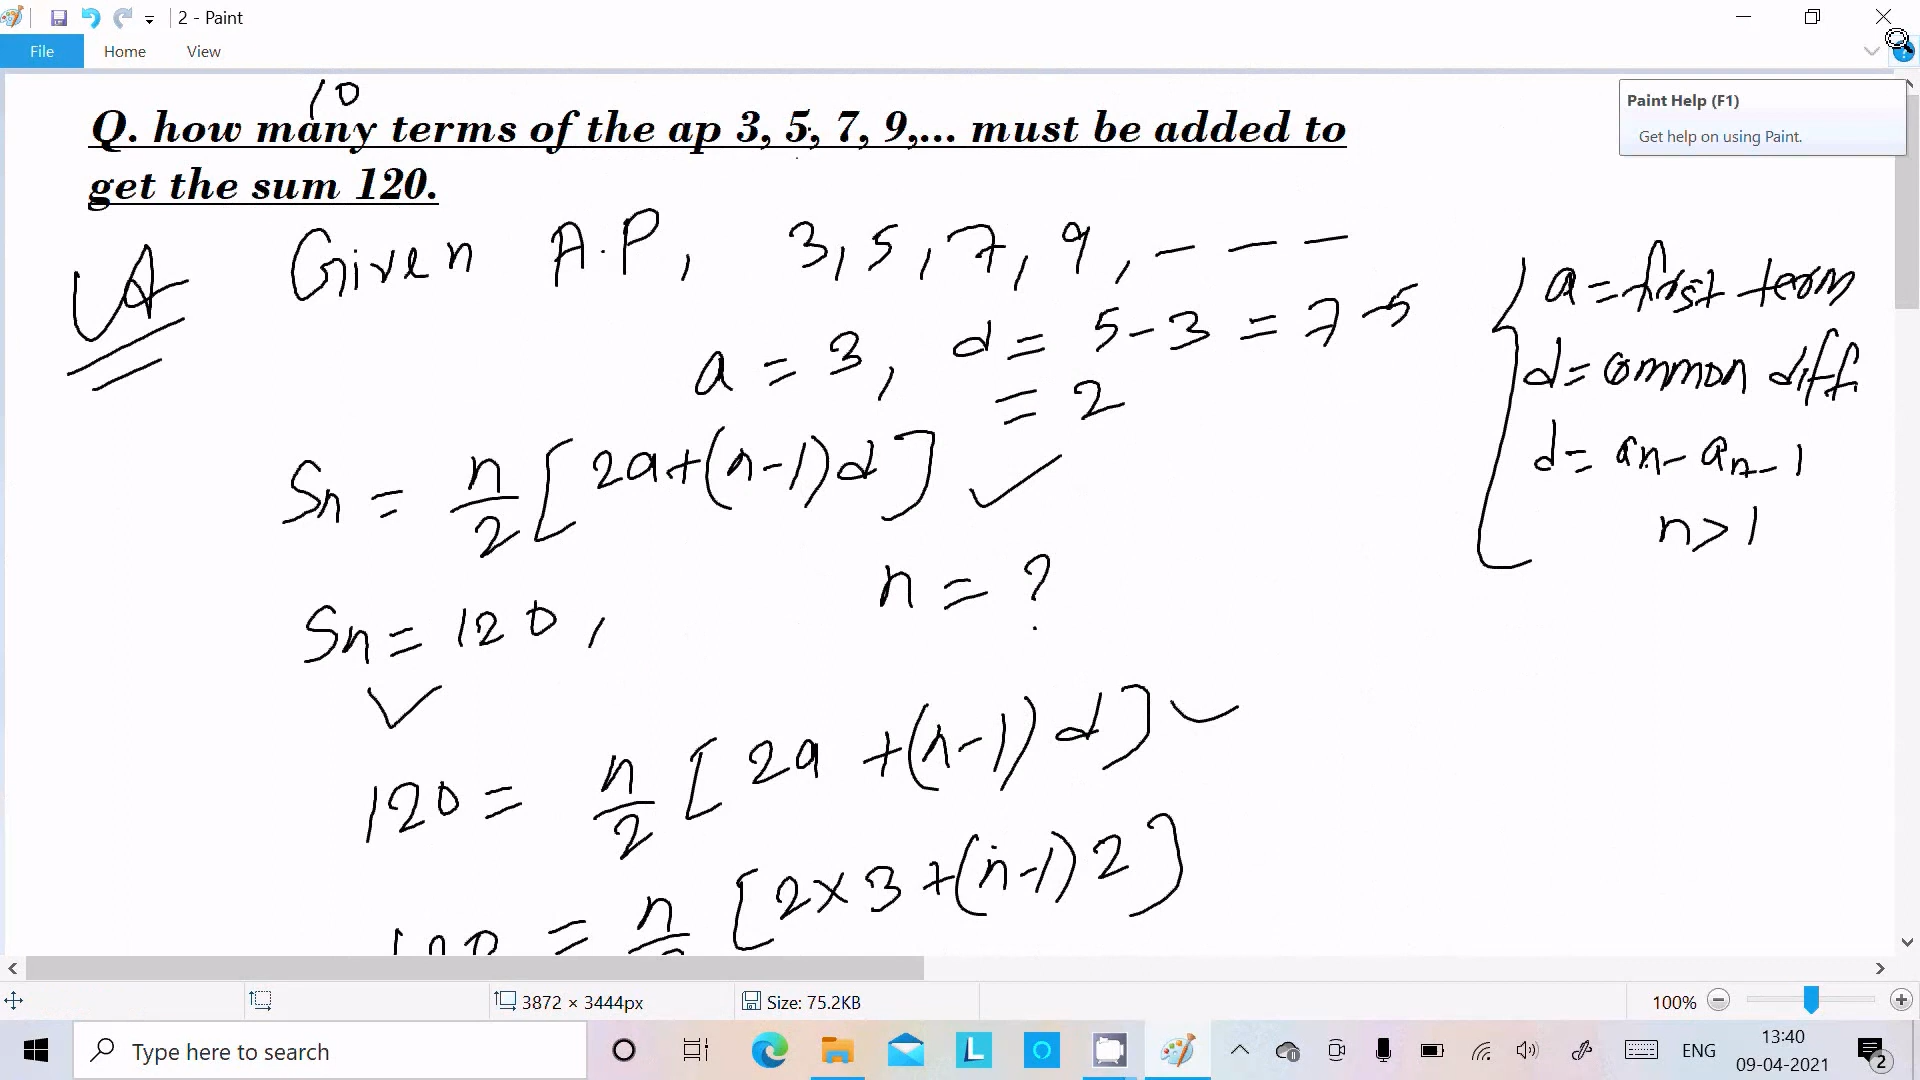 2 - Paint
File Home View
Paint Help (F1)
Get help on using Paint.
10
Q. how many terms of the ap 3, 5, 7, 9,... must be added to
get the sum 120.
Given A.P, 3, 5, 7, 9, - - -
a = 3, d = 5 - 3 = 7 - 5
= 2
Sn = n/2 [2a+(n-1)d]
Sn = 120, n = ?
120 = n/2 [2a +(n-1)d]
120 = n/2 [2×3+(n-1)2]
a = first term
d = common diff
d = an - an-1
n > 1
3872 × 3444px Size: 75.2KB 100%
Type here to search
L
ENG
13:40
09-04-2021
2